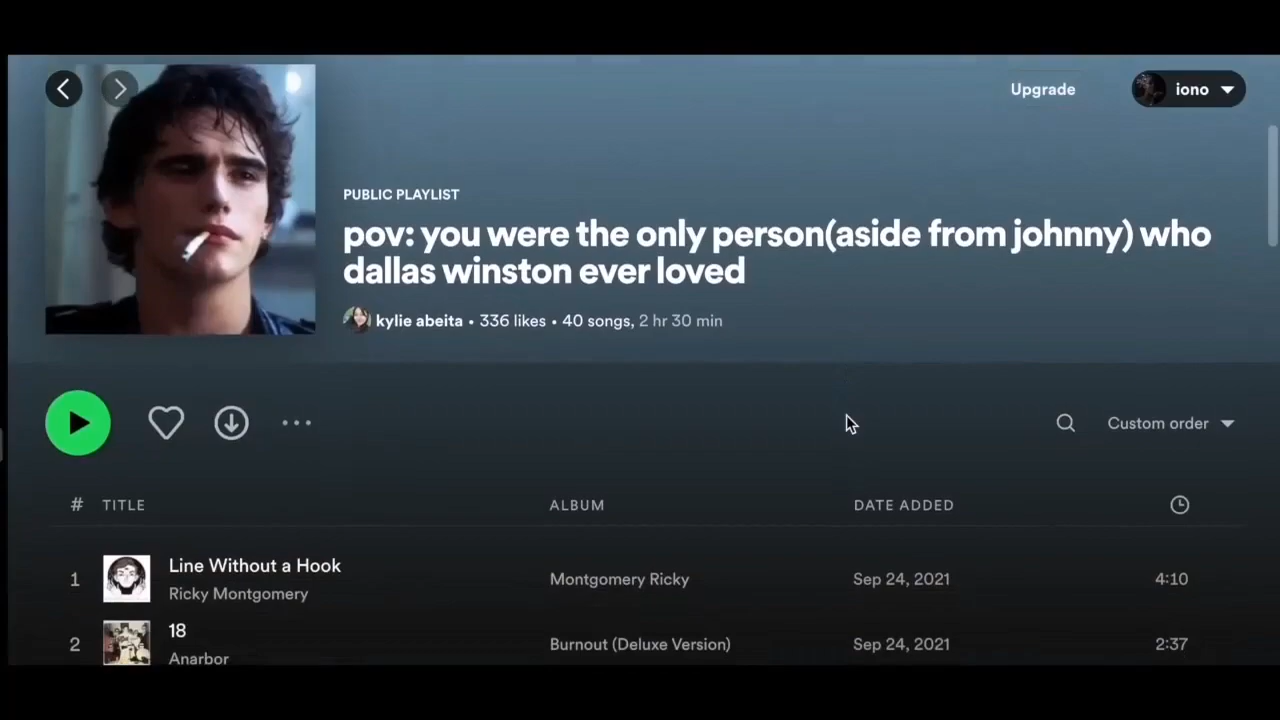 Upgrade
iono
PUBLIC PLAYLIST
pov: you were the only person(aside from johnny) who
dallas winston ever loved
kylie abeita • 336 likes • 40 songs, 2 hr 30 min
Custom order
# TITLE ALBUM DATE ADDED
1 Line Without a Hook Montgomery Ricky Sep 24, 2021 4:10
Ricky Montgomery
2 18 Burnout (Deluxe Version) Sep 24, 2021 2:37
Anarbor